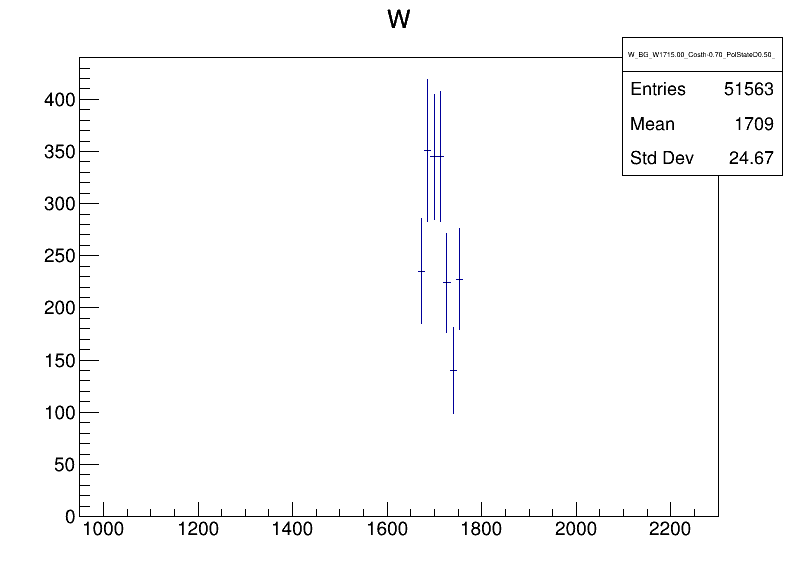 W
W_BG_W1715.00_Costh-0.70_PolStateD0.50_
Entries 51563
Mean 1709
Std Dev 24.67
400
350
300
250
200
150
100
50
0
1000 1200 1400 1600 1800 2000 2200